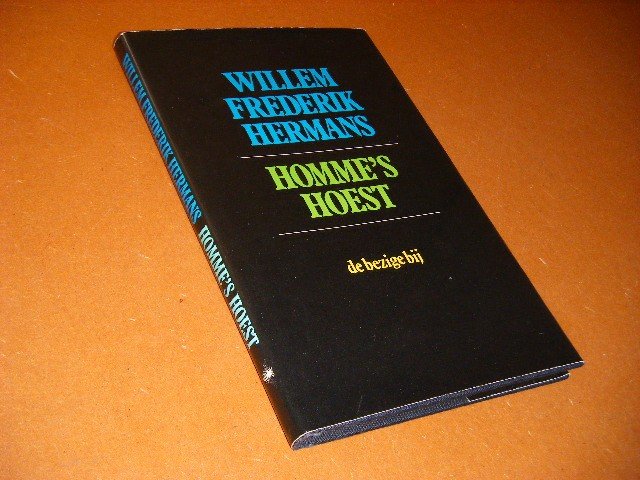 WILLEM
FREDERIK
HERMANS
HOMME'S
HOEST
de bezige bij
WILLEM FREDERIK HERMANS HOMME'S HOEST